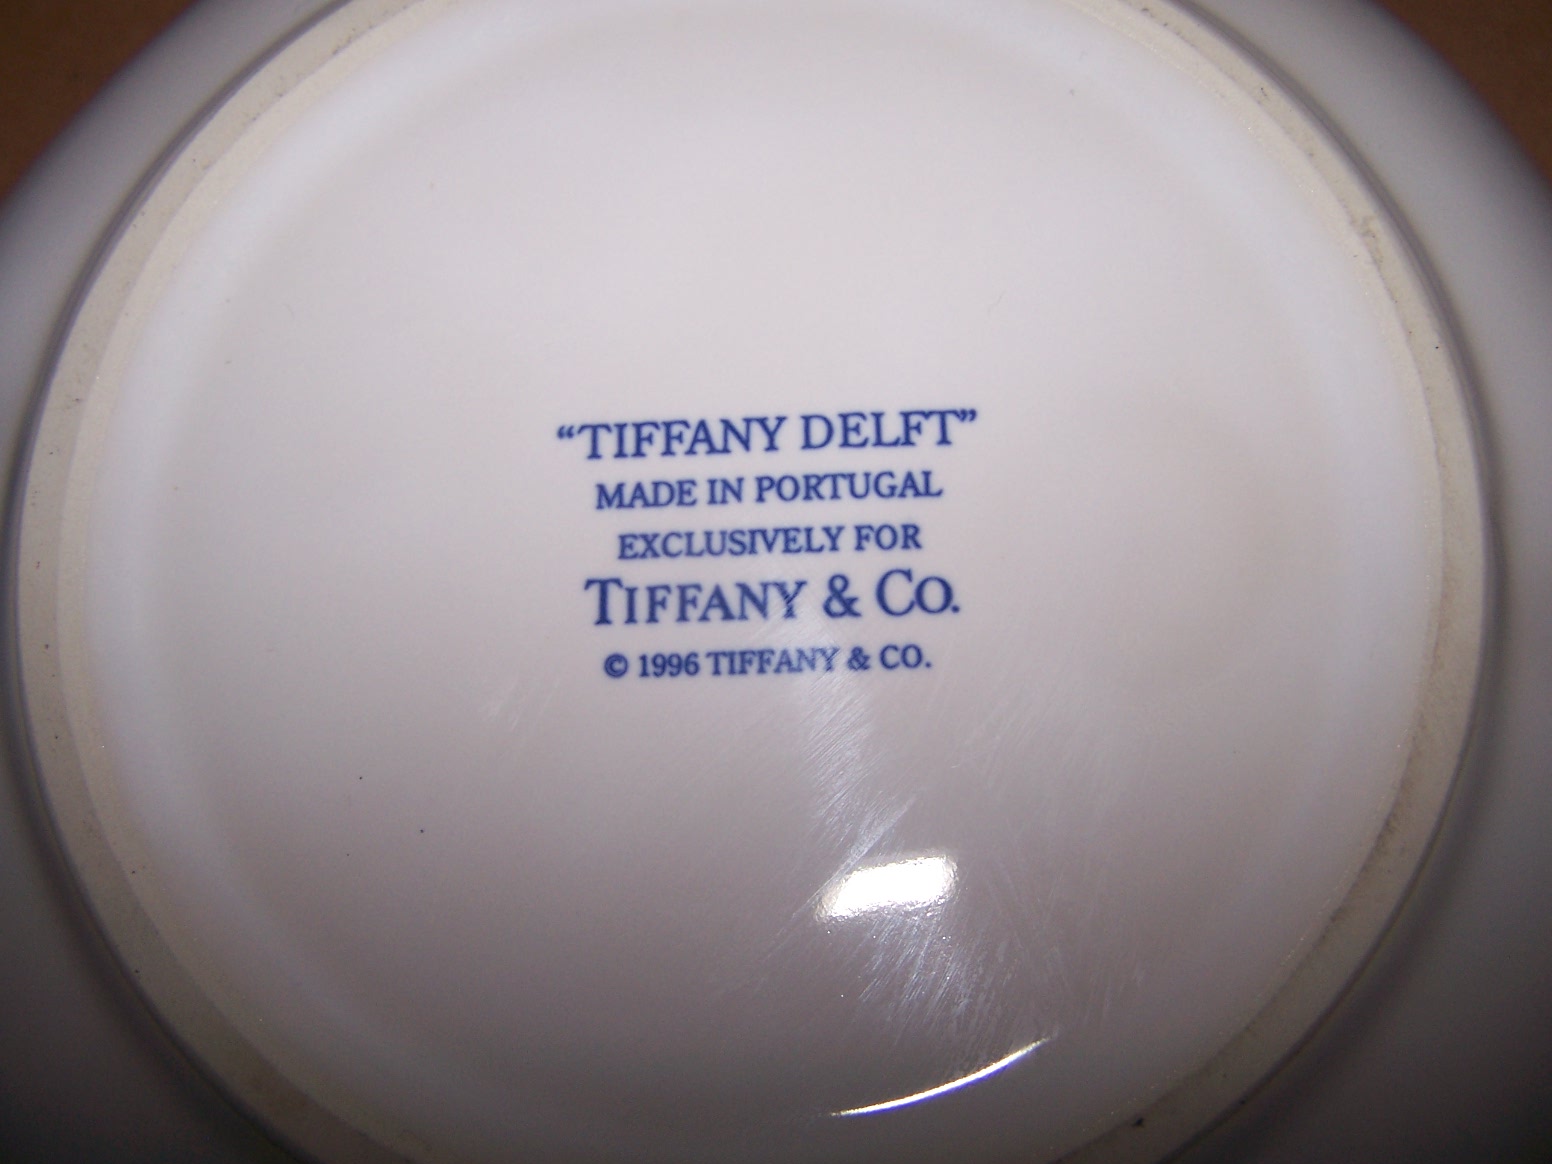 “TIFFANY DELFT”
MADE IN PORTUGAL
EXCLUSIVELY FOR
TIFFANY & CO.
© 1996 TIFFANY & CO.